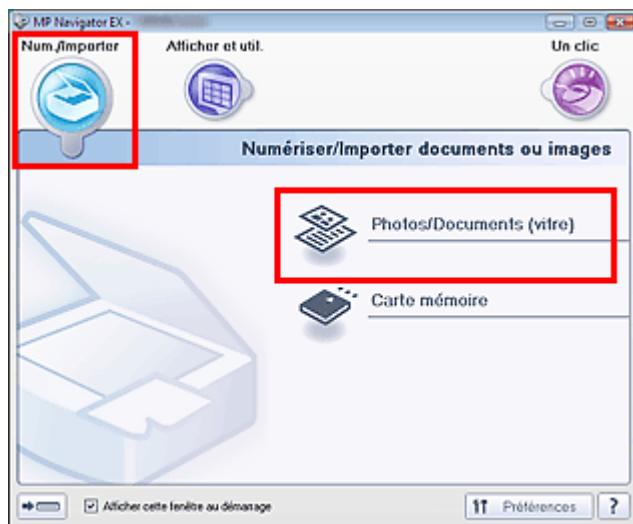 MP Navigator EX -
Num./Importer
Afficher et util.
Un clic
Numériser/Importer documents ou images
Photos/Documents (vitre)
Carte mémoire
Afficher cette fenêtre au démarrage
Préférences
?